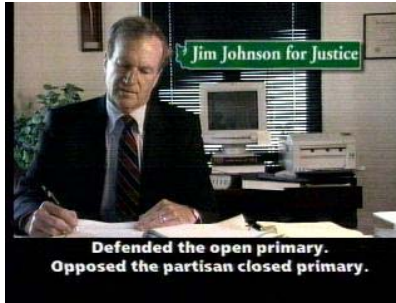 Jim Johnson for Justice
Defended the open primary.
Opposed the partisan closed primary.